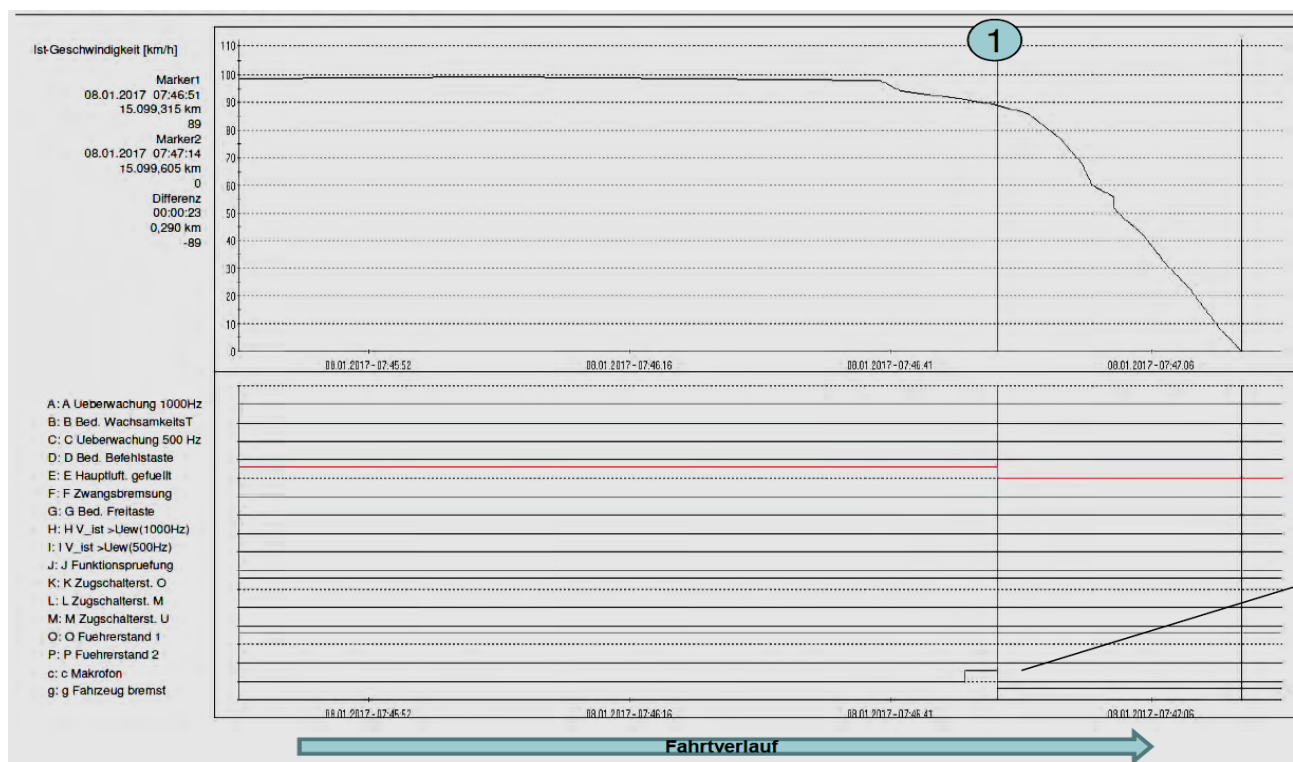 Ist-Geschwindigkeit [km/h]
Marker1
08.01.2017 07:46:51
15.099,315 km
89
Marker2
08.01.2017 07:47:14
15.099,605 km
0
Differenz
00:00:23
0,290 km
-89
1
110
100
90
80
70
60
50
40
30
20
10
0
08.01.2017-07:45:52 08.01.2017-07:46:16 08.01.2017-07:46:41 08.01.2017-07:47:06
A: A Ueberwachung 1000Hz
B: B Bed. WachsamkeitsT
C: C Ueberwachung 500 Hz
D: D Bed. Befehlstaste
E: E Hauptluft. gefuellt
F: F Zwangsbremsung
G: G Bed. Freitaste
H: H V_ist >Uew(1000Hz)
I: I V_ist >Uew(500Hz)
J: J Funktionspruefung
K: K Zugschalterst. O
L: L Zugschalterst. M
M: M Zugschalterst. U
O: O Fuehrerstand 1
P: P Fuehrerstand 2
c: c Makrofon
g: g Fahrzeug bremst
08.01.2017-07:45:52 08.01.2017-07:46:16 08.01.2017-07:46:41 08.01.2017-07:47:06
Fahrtverlauf